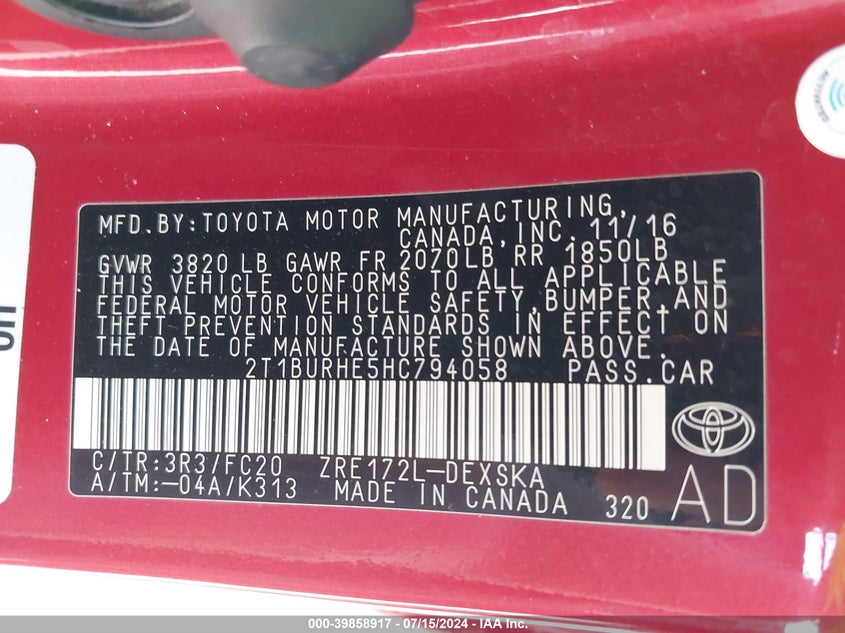 MFD.BY:TOYOTA MOTOR MANUFACTURING,
CANADA,INC. 11/16
GVWR 3820 LB GAWR FR 2070LB RR 1850LB
THIS VEHICLE CONFORMS TO ALL APPLICABLE
FEDERAL MOTOR VEHICLE SAFETY,BUMPER,AND
THEFT PREVENTION STANDARDS IN EFFECT ON
THE DATE OF MANUFACTURE SHOWN ABOVE.
2T1BURHE5HC794058 PASS.CAR
C/TR:3R3/FC20 ZRE172L-DEXSKA
A/TM:-04A/K313 MADE IN CANADA 320 AD
000-39858917 - 07/15/2024 - IAAI.com